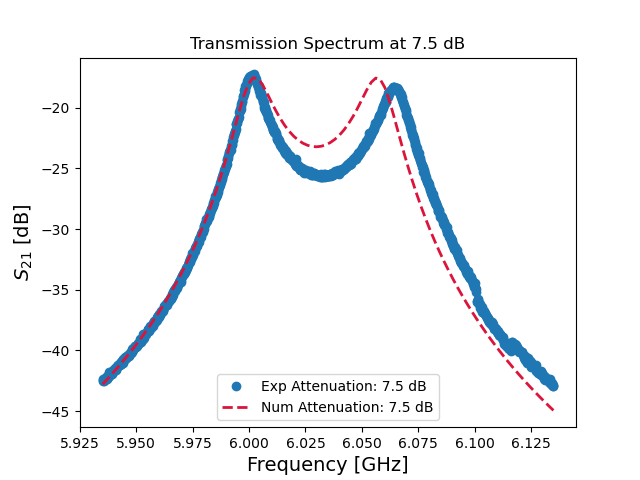 Transmission Spectrum at 7.5 dB
−20
−25
−30
−35
−40
−45
S21 [dB]
Exp Attenuation: 7.5 dB
Num Attenuation: 7.5 dB
5.925 5.950 5.975 6.000 6.025 6.050 6.075 6.100 6.125
Frequency [GHz]